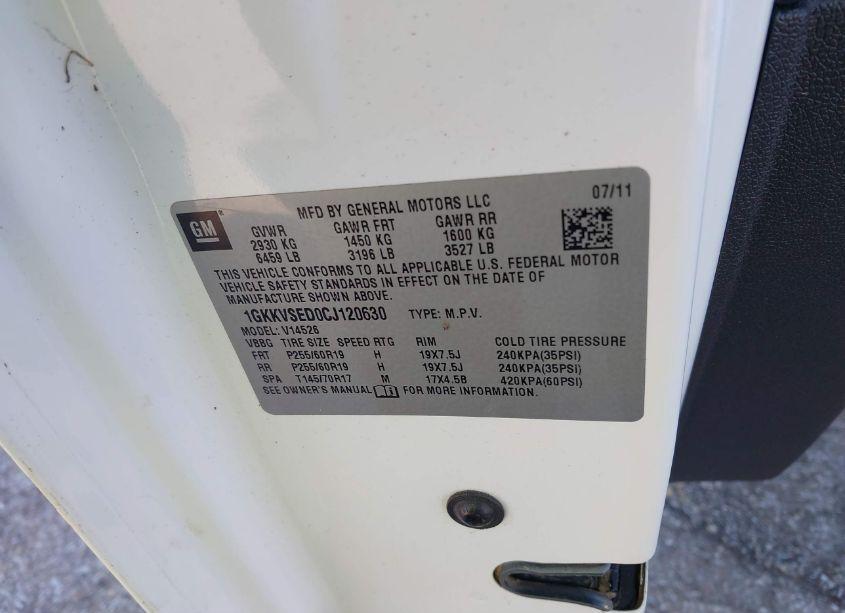 GM
MFD BY GENERAL MOTORS LLC
07/11
GVWR GAWR FRT GAWR RR
2930 KG 1450 KG 1600 KG
6459 LB 3196 LB 3527 LB
THIS VEHICLE CONFORMS TO ALL APPLICABLE U.S. FEDERAL MOTOR
VEHICLE SAFETY STANDARDS IN EFFECT ON THE DATE OF
MANUFACTURE SHOWN ABOVE.
1GKKVSED0CJ120630 TYPE: M.P.V.
MODEL: V14526
VBBG TIRE SIZE SPEED RTG RIM COLD TIRE PRESSURE
FRT P255/60R19 H 19X7.5J 240KPA(35PSI)
RR P255/60R19 H 19X7.5J 240KPA(35PSI)
SPA T145/70R17 M 17X4.5B 420KPA(60PSI)
SEE OWNER'S MANUAL FOR MORE INFORMATION.